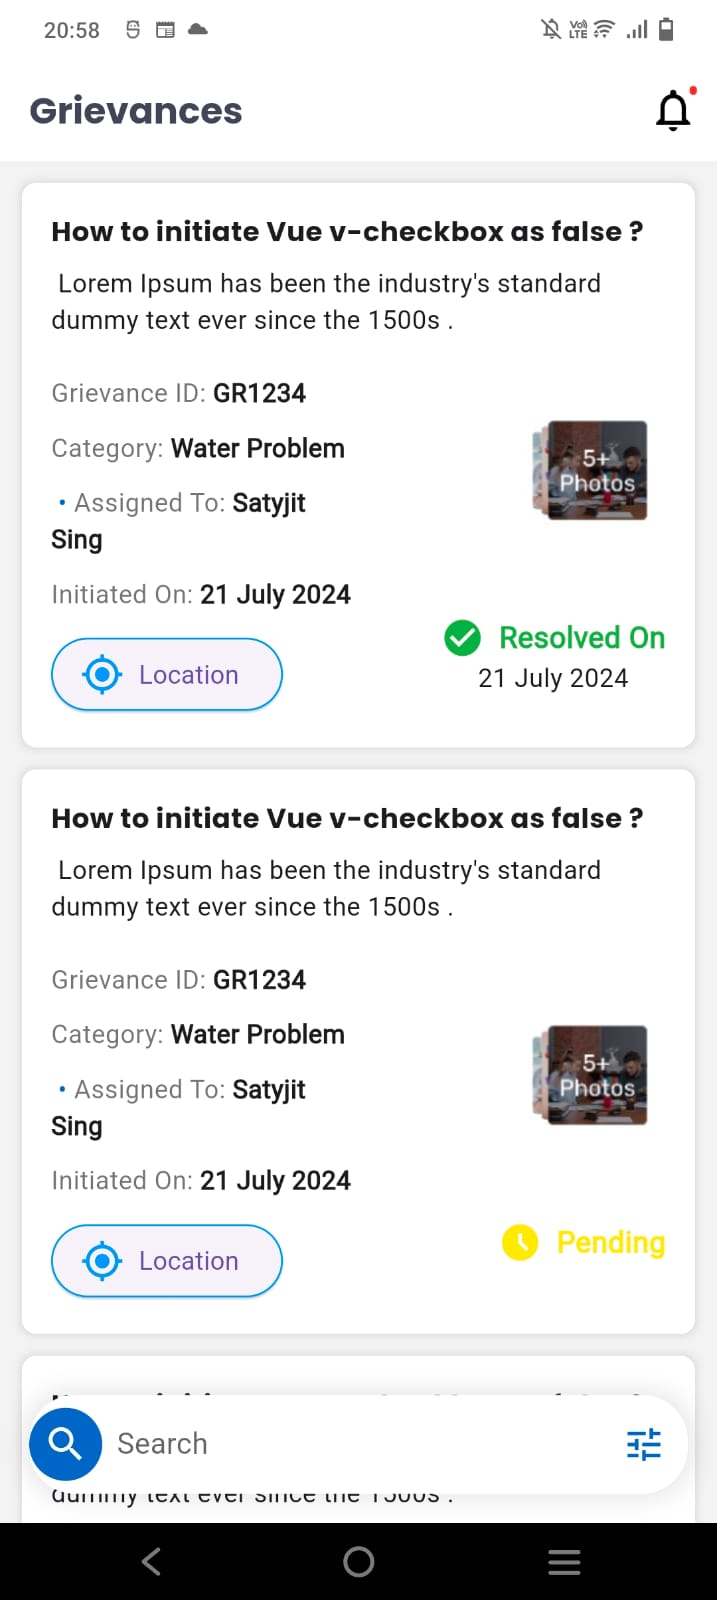 20:58
Vo) LTE
Grievances
How to initiate Vue v-checkbox as false ?
Lorem Ipsum has been the industry's standard
dummy text ever since the 1500s .
Grievance ID: GR1234
Category: Water Problem
• Assigned To: Satyjit
Sing
Initiated On: 21 July 2024
5+
Photos
Location
Resolved On
21 July 2024
How to initiate Vue v-checkbox as false ?
Lorem Ipsum has been the industry's standard
dummy text ever since the 1500s .
Grievance ID: GR1234
Category: Water Problem
• Assigned To: Satyjit
Sing
Initiated On: 21 July 2024
5+
Photos
Location
Pending
Search
dummy text ever since the 1500s .